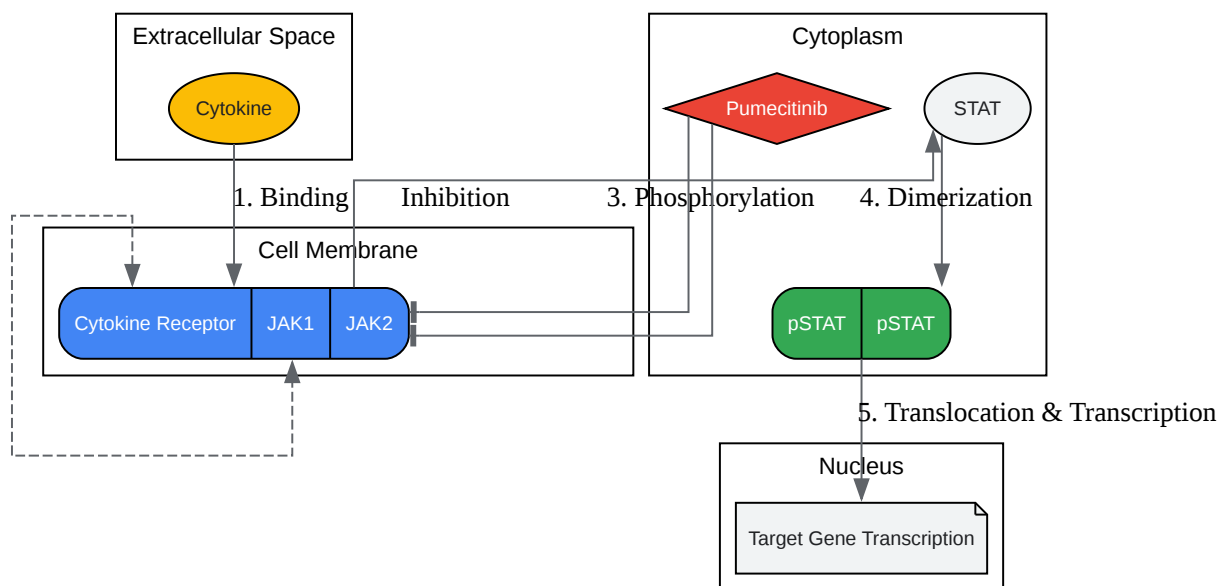 Extracellular Space
Cytoplasm
Cytokine
Pumecitinib
STAT
1. Binding
Inhibition
3. Phosphorylation
4. Dimerization
Cell Membrane
Cytokine Receptor
JAK1
JAK2
pSTAT
pSTAT
5. Translocation & Transcription
Nucleus
Target Gene Transcription